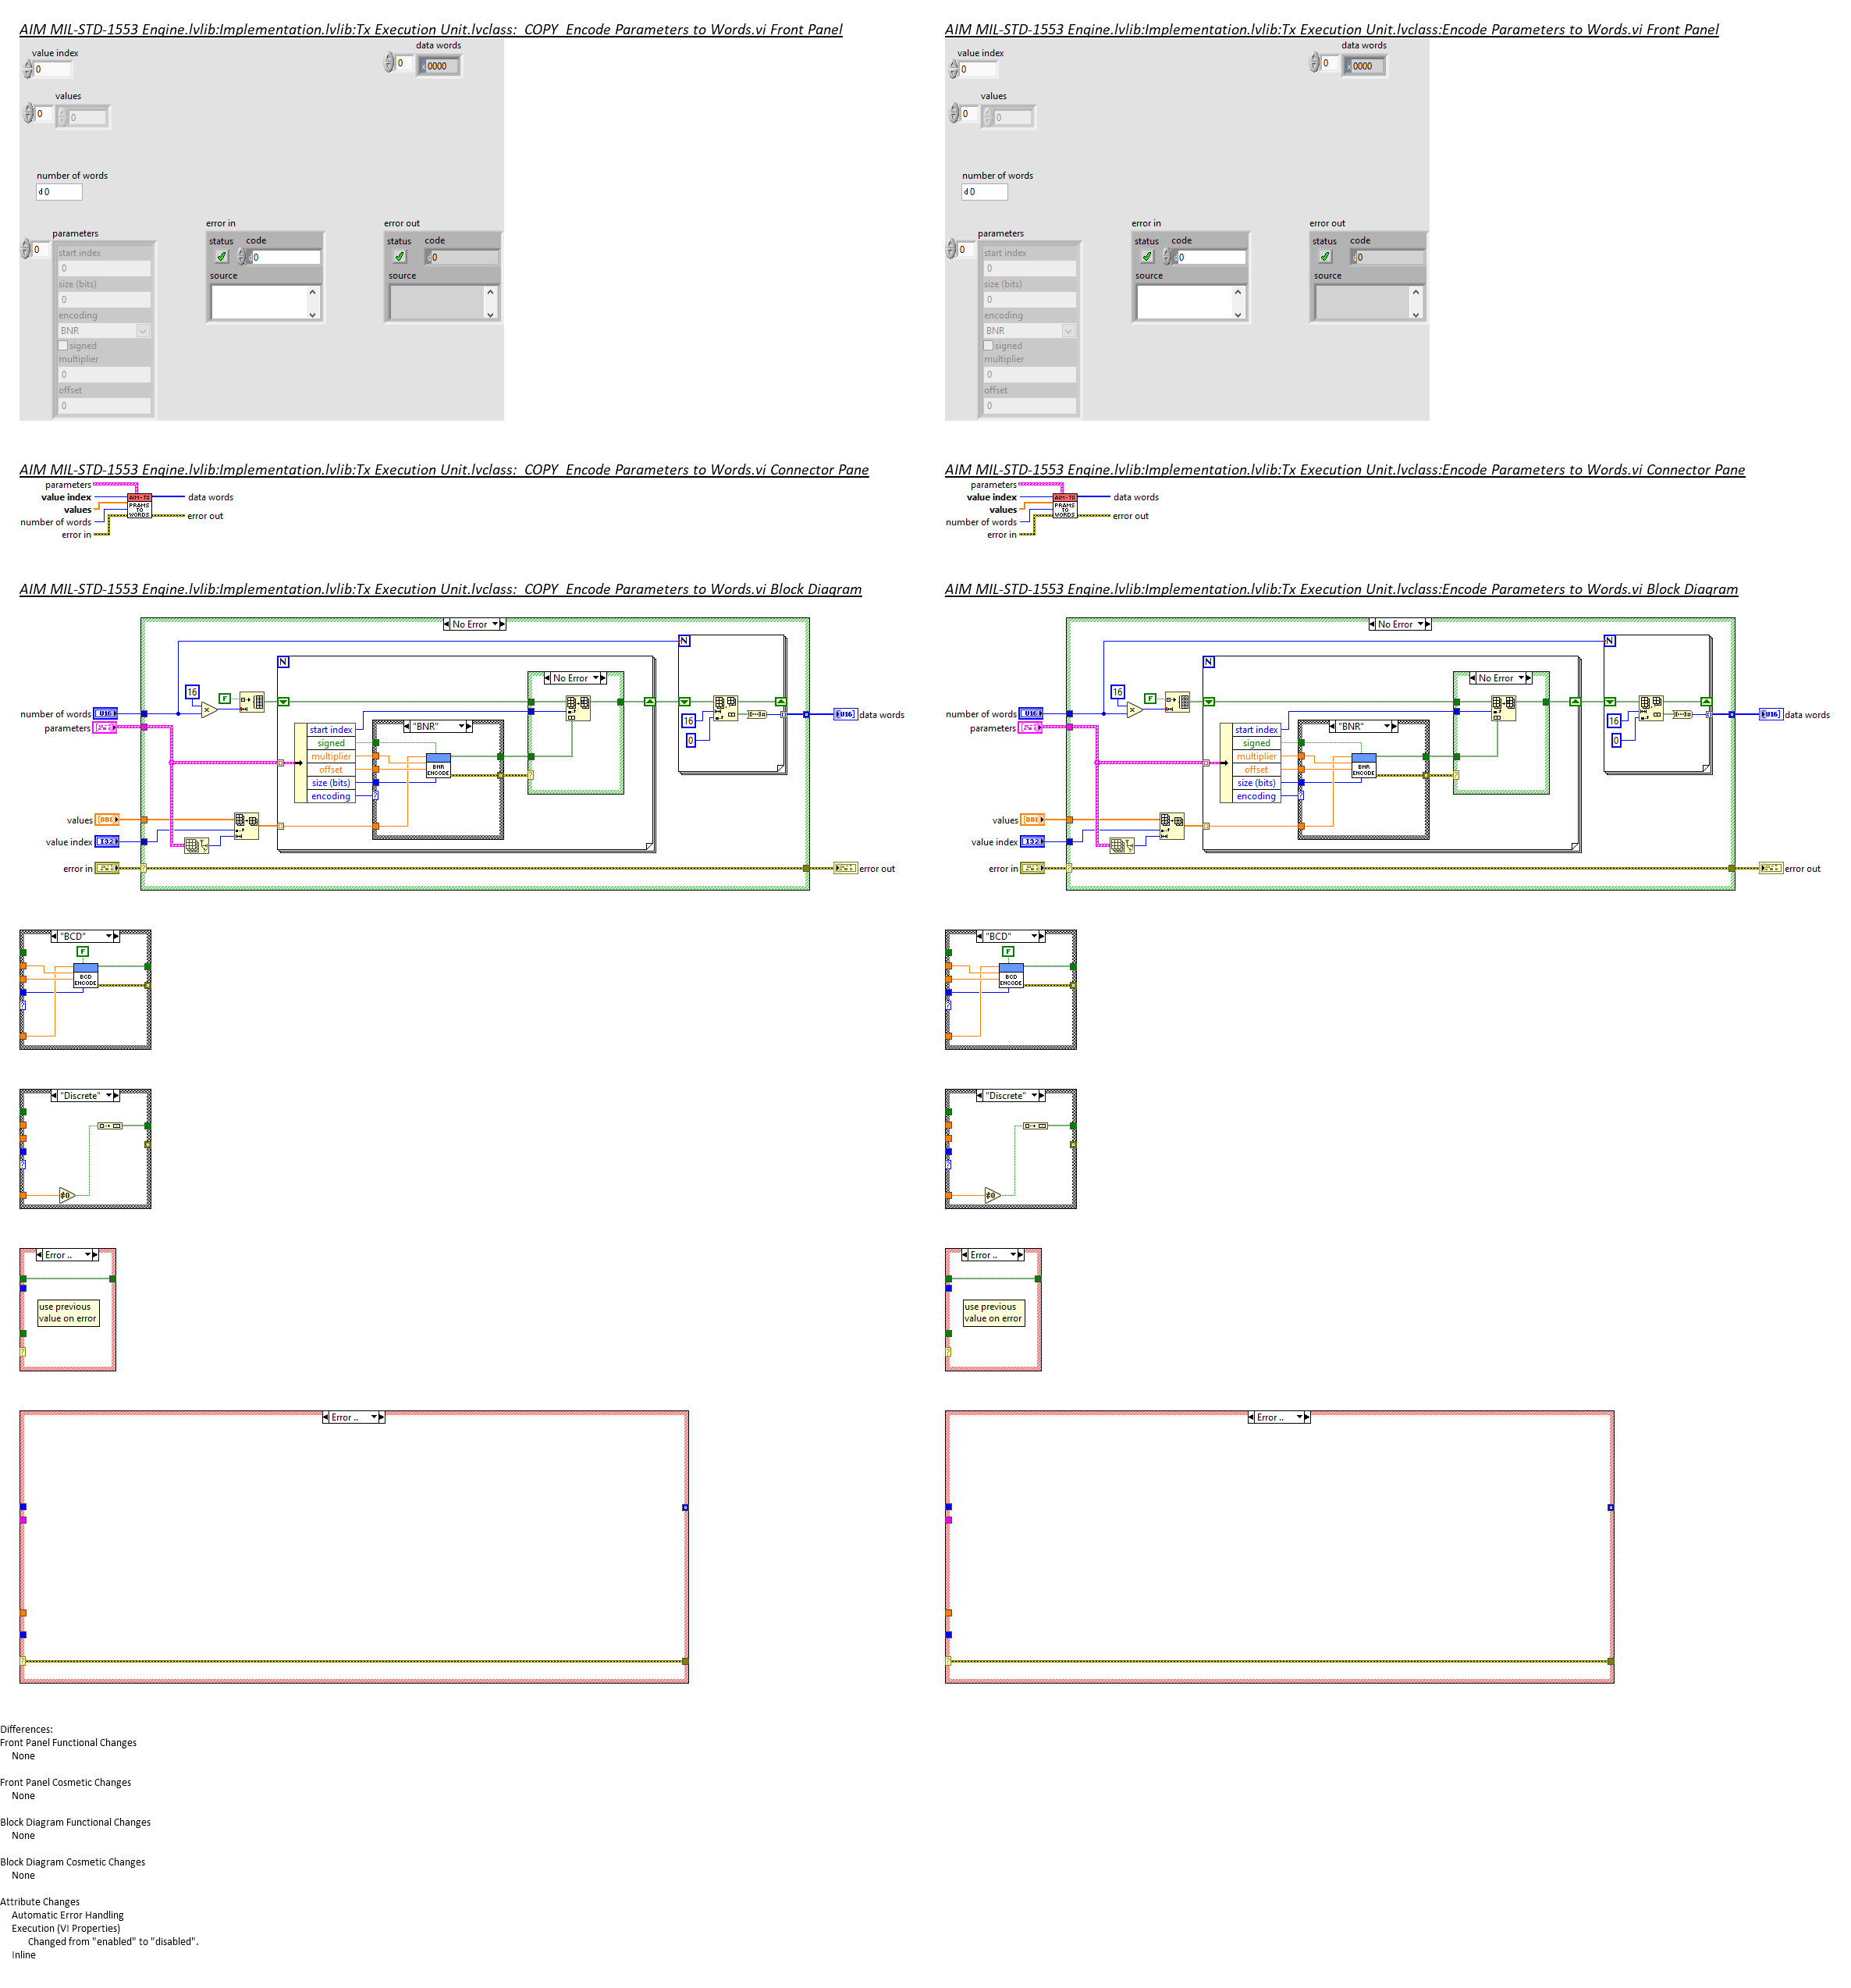 AIM MIL-STD-1553 Engine.lvlib:Implementation.lvlib:Tx Execution Unit.lvclass:_COPY_Encode Parameters to Words.vi Front Panel
value index
0
data words
0
x 0000
values
0
0
number of words
d 0
parameters
0
start index
0
size (bits)
0
encoding
BNR
signed
multiplier
0
offset
0
error in
status
code
d0
source
error out
status
code
d0
source
AIM MIL-STD-1553 Engine.lvlib:Implementation.lvlib:Tx Execution Unit.lvclass:Encode Parameters to Words.vi Front Panel
value index
0
data words
0
x 0000
values
0
0
number of words
d 0
parameters
0
start index
0
size (bits)
0
encoding
BNR
signed
multiplier
0
offset
0
error in
status
code
d0
source
error out
status
code
d0
source
AIM MIL-STD-1553 Engine.lvlib:Implementation.lvlib:Tx Execution Unit.lvclass:_COPY_Encode Parameters to Words.vi Connector Pane
parameters
value index
values
number of words
error in
AIM-TX
PRAMS
TO
WORDS
data words
error out
AIM MIL-STD-1553 Engine.lvlib:Implementation.lvlib:Tx Execution Unit.lvclass:Encode Parameters to Words.vi Connector Pane
parameters
value index
values
number of words
error in
AIM-TX
PRAMS
TO
WORDS
data words
error out
AIM MIL-STD-1553 Engine.lvlib:Implementation.lvlib:Tx Execution Unit.lvclass:_COPY_Encode Parameters to Words.vi Block Diagram
No Error
N
N
No Error
16
F
number of words
U16
parameters
"BNR"
start index
signed
multiplier
offset
size (bits)
encoding
BNR
ENCODE
16
0
U16
data words
values
DBL
value index
I32
error in
error out
AIM MIL-STD-1553 Engine.lvlib:Implementation.lvlib:Tx Execution Unit.lvclass:Encode Parameters to Words.vi Block Diagram
No Error
N
N
No Error
16
F
number of words
U16
parameters
"BNR"
start index
signed
multiplier
offset
size (bits)
encoding
BNR
ENCODE
16
0
U16
data words
values
DBL
value index
I32
error in
error out
"BCD"
F
BCD
ENCODE
"BCD"
F
BCD
ENCODE
"Discrete"
≠0
"Discrete"
≠0
Error ..
use previous
value on error
Error ..
use previous
value on error
Error ..
Error ..
Differences:
Front Panel Functional Changes
None
Front Panel Cosmetic Changes
None
Block Diagram Functional Changes
None
Block Diagram Cosmetic Changes
None
Attribute Changes
Automatic Error Handling
Execution (VI Properties)
Changed from "enabled" to "disabled".
Inline